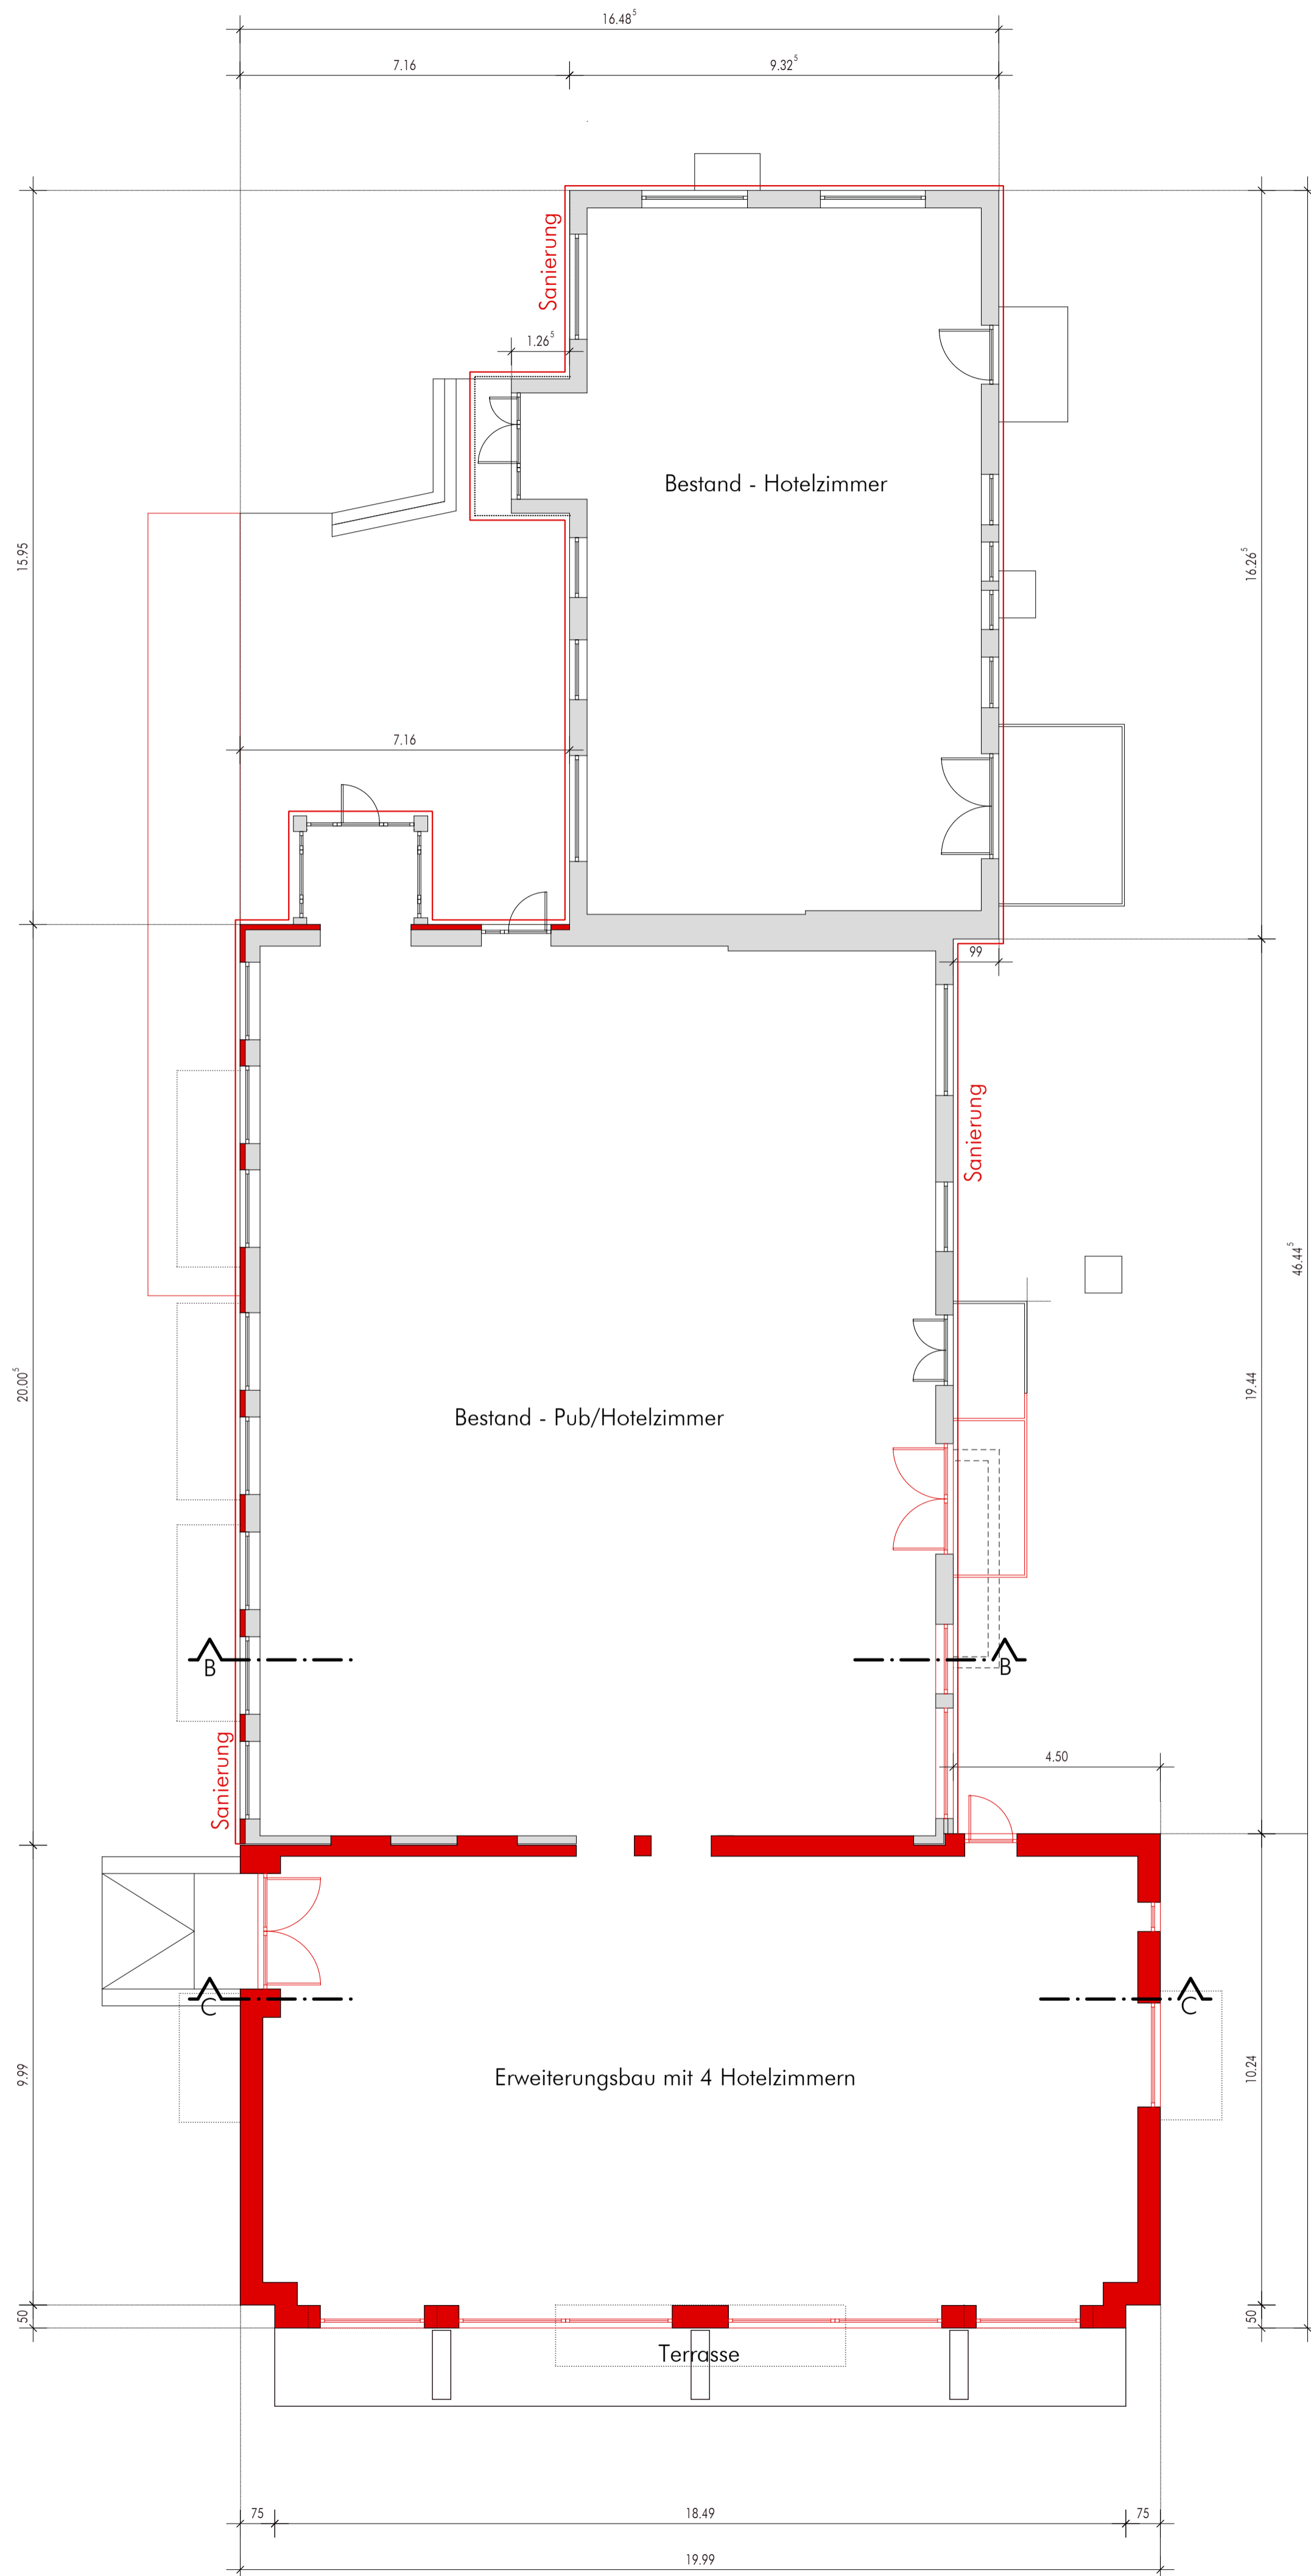 16.48⁵
7.16
9.32⁵
Sanierung
1.26⁵
Bestand - Hotelzimmer
15.95
16.26⁵
7.16
99
Sanierung
46.44⁵
20.00⁵
19.44
Bestand - Pub/Hotelzimmer
B
B
Sanierung
4.50
C
C
9.99
Erweiterungsbau mit 4 Hotelzimmern
10.24
50
50
Terrasse
75
18.49
75
19.99